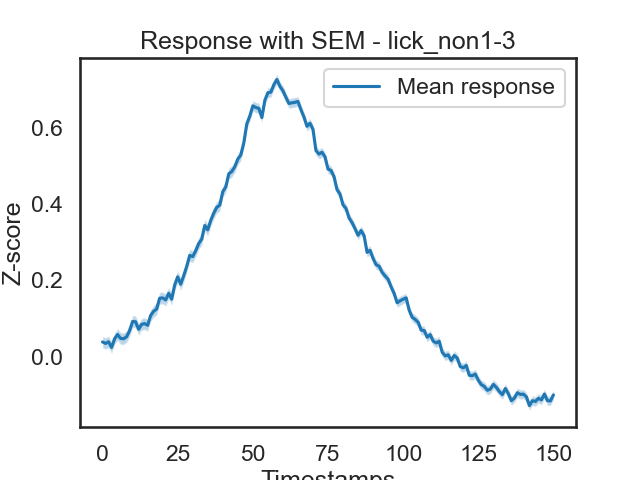 Response with SEM - lick_non1-3
Mean response
Z-score
0.6
0.4
0.2
0.0
0 25 50 75 100 125 150
Timestamps